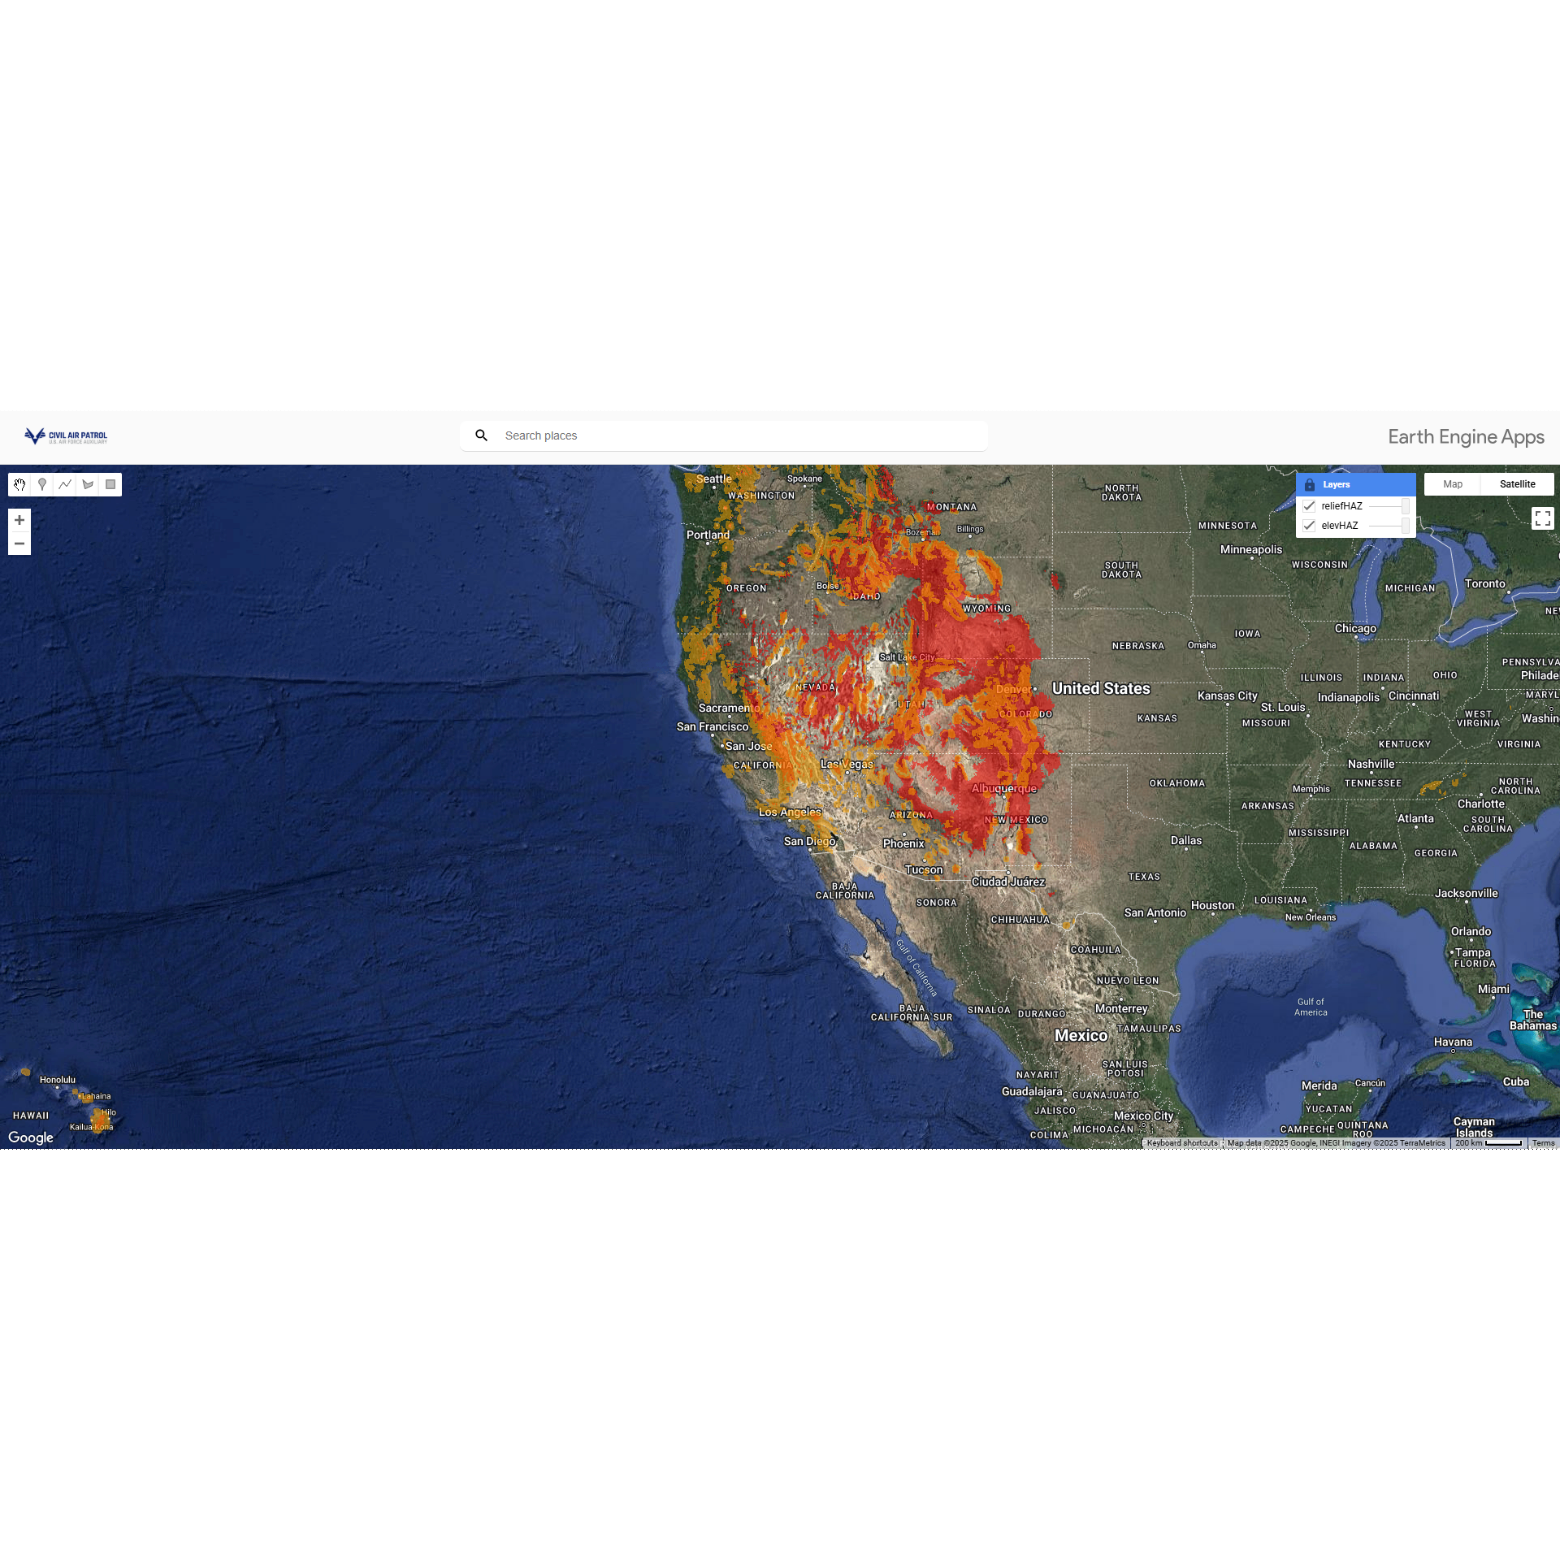 CIVIL AIR PATROL
U.S. AIR FORCE AUXILIARY
Search places
Earth Engine Apps
Layers
reliefHAZ
elevHAZ
Map
Satellite
Seattle
Spokane
WASHINGTON
MONTANA
NORTH
DAKOTA
Portland
Billings
MINNESOTA
Minneapolis
WISCONSIN
SOUTH
DAKOTA
MICHIGAN
Toronto
OREGON
Boise
WYOMING
Chicago
IOWA
NEBRASKA
Omaha
Salt Lake City
PENNSYLVA
Philade
ILLINOIS
INDIANA
OHIO
NEVADA
UTAH
Denver
COLORADO
United States
Kansas City
St. Louis
Indianapolis
Cincinnati
MARYL
Washin
Sacramento
San Francisco
KANSAS
MISSOURI
WEST
VIRGINIA
San Jose
KENTUCKY
VIRGINIA
CALIFORNIA
Las Vegas
Nashville
TENNESSEE
OKLAHOMA
Albuquerque
Memphis
NORTH
CAROLINA
Charlotte
ARKANSAS
Los Angeles
ARIZONA
NEW MEXICO
Atlanta
SOUTH
CAROLINA
San Diego
Phoenix
Dallas
MISSISSIPPI
ALABAMA
GEORGIA
Tucson
Ciudad Juárez
TEXAS
BAJA
CALIFORNIA
SONORA
Jacksonville
CHIHUAHUA
San Antonio
Houston
LOUISIANA
New Orleans
Orlando
Tampa
FLORIDA
COAHUILA
Gulf of California
NUEVO LEON
Miami
BAJA
CALIFORNIA SUR
SINALOA
DURANGO
Monterrey
Gulf of
America
The
Bahamas
Mexico
TAMAULIPAS
Havana
SAN LUIS
POTOSI
NAYARIT
Guadalajara
GUANAJUATO
Merida
Cancún
Cuba
Honolulu
Lahaina
JALISCO
Mexico City
YUCATAN
HAWAII
Hilo
Kailua-Kona
COLIMA
MICHOACÁN
CAMPECHE
QUINTANA
ROO
Cayman
Islands
Google
Keyboard shortcuts
Map data ©2025 Google, INEGI Imagery ©2025 TerraMetrics
200 km
Terms